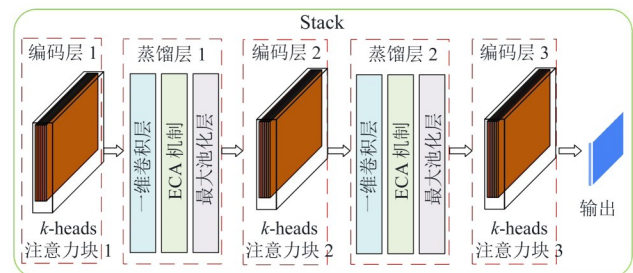 Stack
编码层 1
蒸馏层 1
编码层 2
蒸馏层 2
编码层 3
一维卷积层
ECA 机制
最大池化层
一维卷积层
ECA 机制
最大池化层
k-heads
注意力块 1
k-heads
注意力块 2
k-heads
注意力块 3
输出